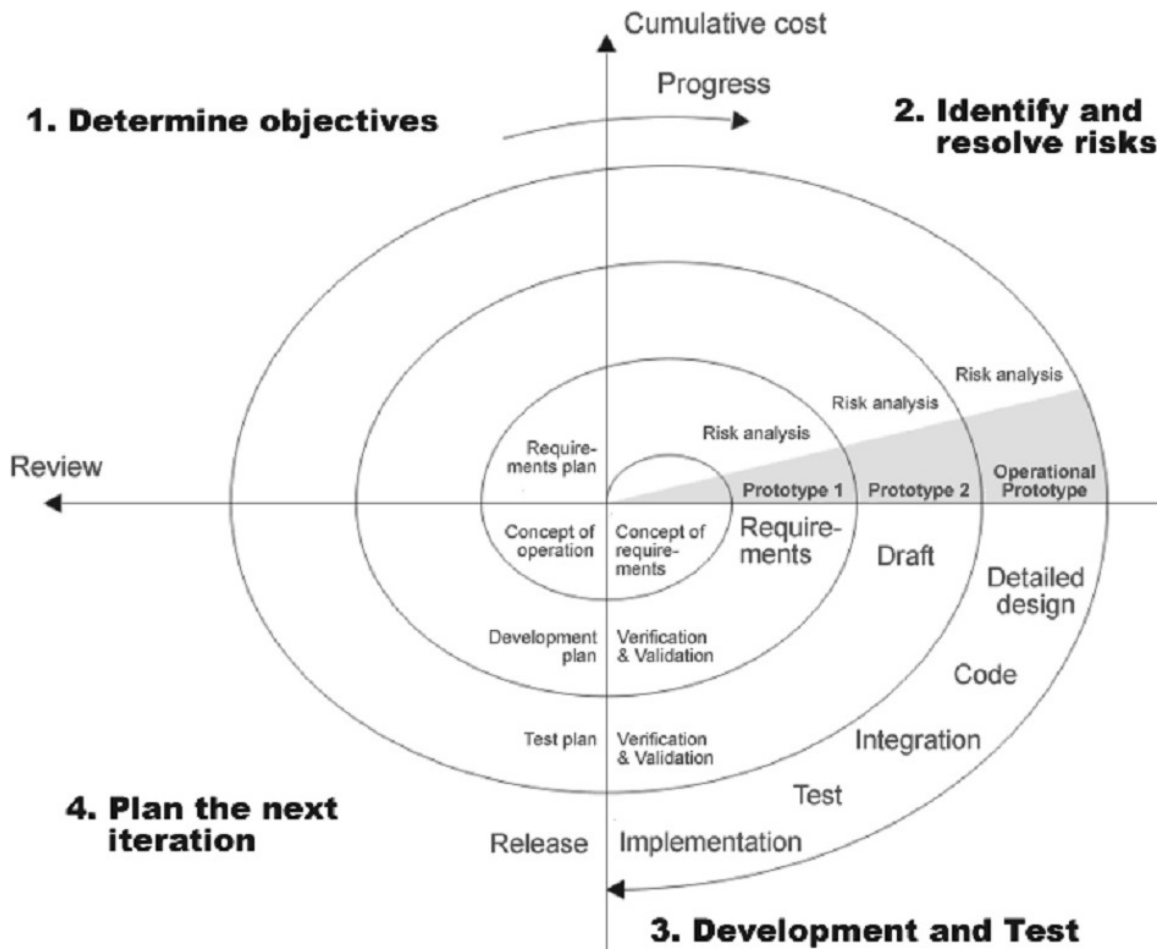 Cumulative cost
Progress
1. Determine objectives
2. Identify and
resolve risks
Risk analysis
Risk analysis
Risk analysis
Require-
ments plan
Review
Operational
Prototype
Prototype 1
Prototype 2
Concept of
operation
Concept of
require-
ments
Require-
ments
Draft
Detailed
design
Development
plan
Verification
& Validation
Code
Test plan
Verification
& Validation
Integration
Test
4. Plan the next
iteration
Release
Implementation
3. Development and Test